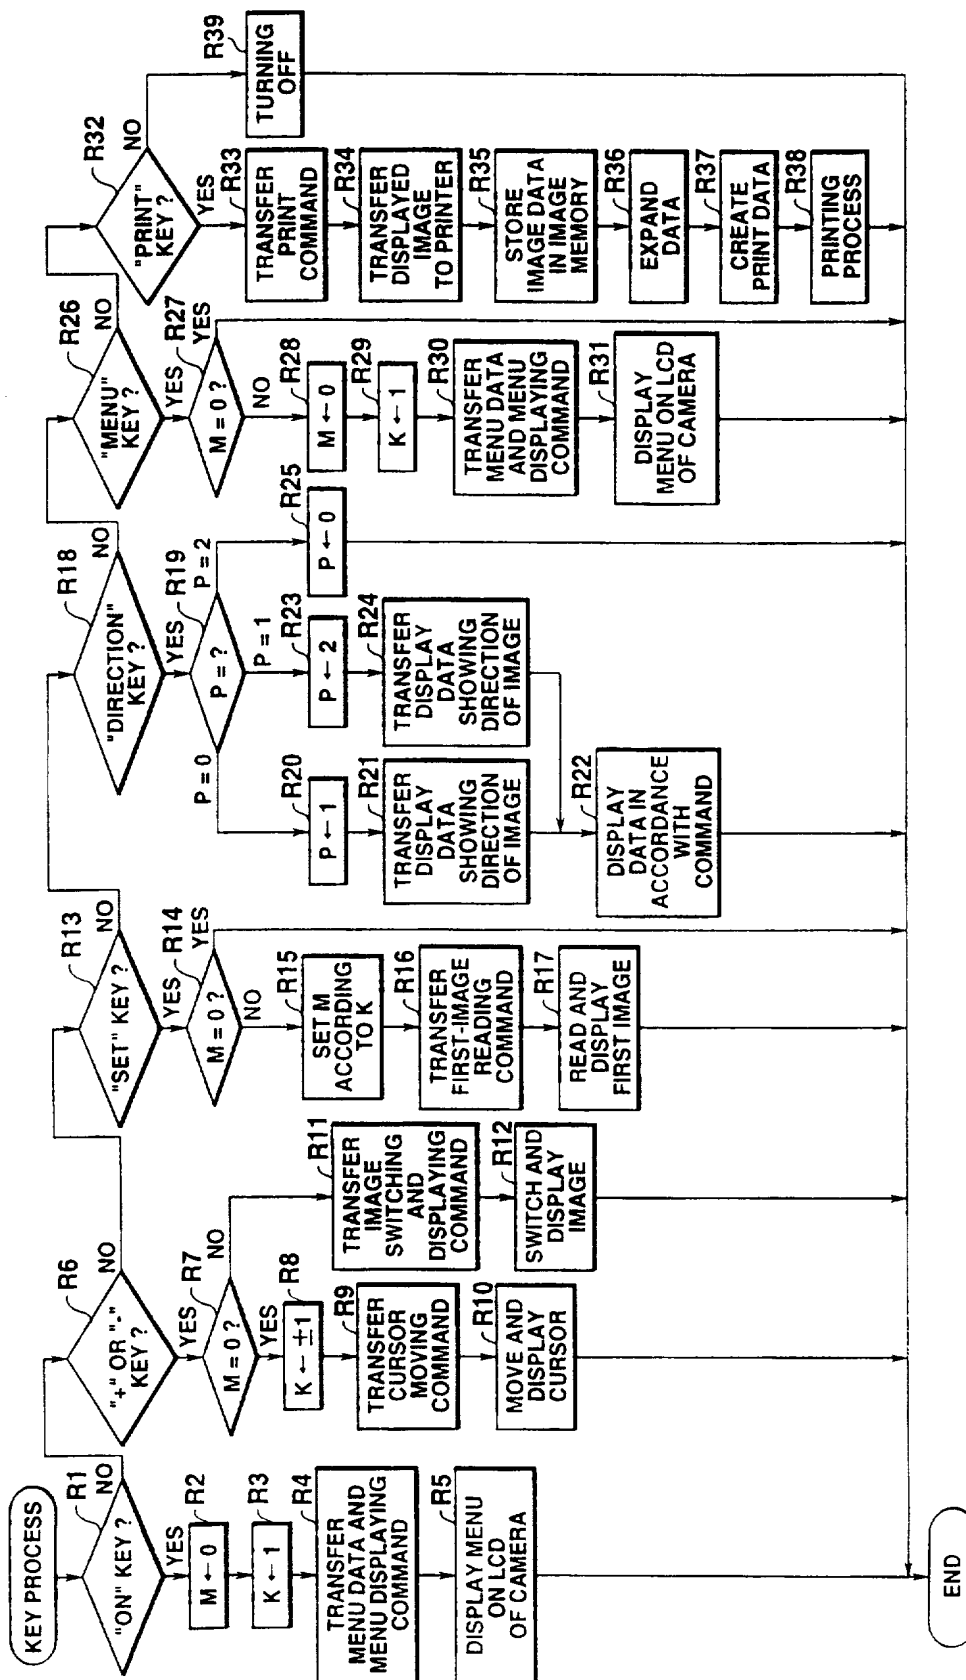 KEY PROCESS
R1
"ON" KEY ?
NO
YES
R2
M ← 0
R3
K ← 1
R4
TRANSFER
MENU DATA AND
MENU DISPLAYING
COMMAND
R5
DISPLAY MENU
ON LCD
OF CAMERA
R6
"+" OR "-"
KEY ?
NO
YES
R7
M = 0 ?
NO
YES
R8
K ← ±1
R9
TRANSFER
CURSOR
MOVING
COMMAND
R10
MOVE AND
DISPLAY
CURSOR
R11
TRANSFER
IMAGE
SWITCHING
AND
DISPLAYING
COMMAND
R12
SWITCH AND
DISPLAY
IMAGE
R13
"SET" KEY ?
NO
YES
R14
M = 0 ?
YES
NO
R15
SET M
ACCORDING
TO K
R16
TRANSFER
FIRST-IMAGE
READING
COMMAND
R17
READ AND
DISPLAY
FIRST IMAGE
R18
"DIRECTION"
KEY ?
NO
YES
R19
P = ?
P = 0
P = 1
P = 2
R20
P ← 1
R21
TRANSFER
DISPLAY
DATA
SHOWING
DIRECTION
OF IMAGE
R22
DISPLAY
DATA IN
ACCORDANCE
WITH
COMMAND
R23
P ← 2
R24
TRANSFER
DISPLAY
DATA
SHOWING
DIRECTION
OF IMAGE
R25
P ← 0
R26
"MENU"
KEY ?
NO
YES
R27
M = 0 ?
YES
NO
R28
M ← 0
R29
K ← 1
R30
TRANSFER
MENU DATA
AND MENU
DISPLAYING
COMMAND
R31
DISPLAY
MENU ON LCD
OF CAMERA
R32
"PRINT"
KEY ?
NO
YES
R33
TRANSFER
PRINT
COMMAND
R34
TRANSFER
DISPLAYED
IMAGE
TO PRINTER
R35
STORE
IMAGE DATA
IN IMAGE
MEMORY
R36
EXPAND
DATA
R37
CREATE
PRINT DATA
R38
PRINTING
PROCESS
R39
TURNING
OFF
END